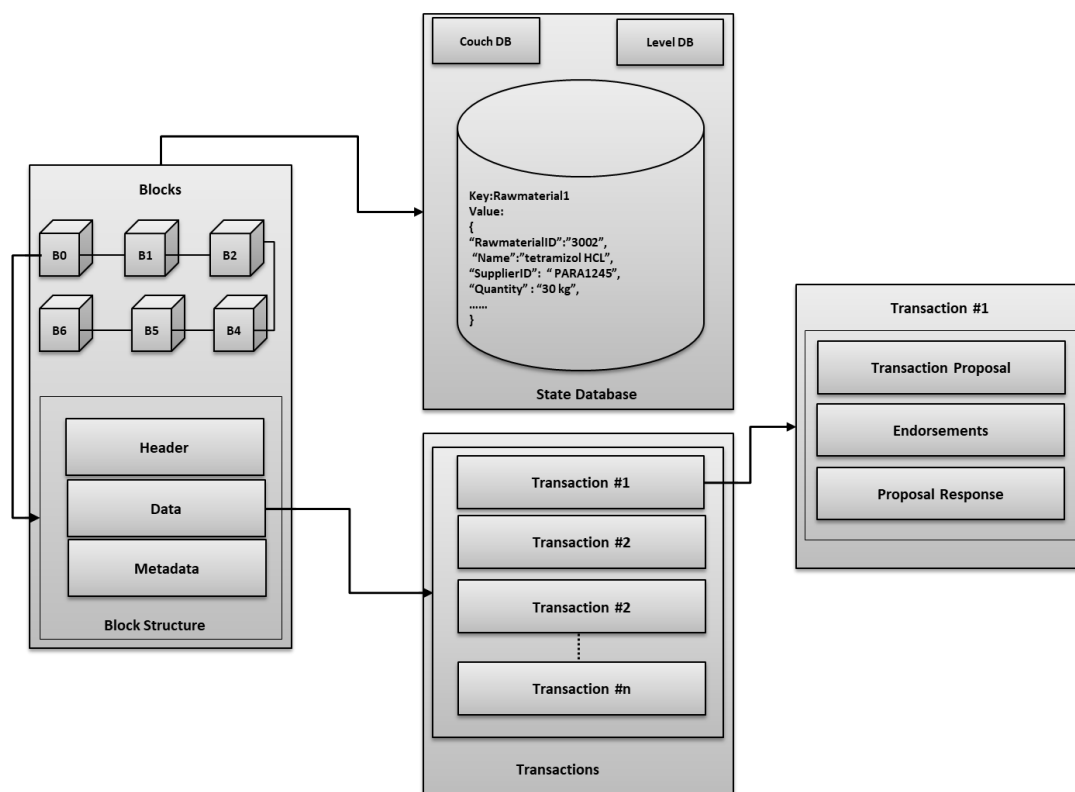 Couch DB
Level DB
Key:Rawmaterial1
Value:
{
“RawmaterialID”:”3002”,
“Name”:”tetramizol HCL”,
“SupplierID”: “ PARA1245”,
“Quantity” : “30 kg”,
......
}
State Database
Blocks
B0
B1
B2
B6
B5
B4
Header
Data
Metadata
Block Structure
Transaction #1
Transaction #2
Transaction #2
Transaction #n
Transactions
Transaction #1
Transaction Proposal
Endorsements
Proposal Response